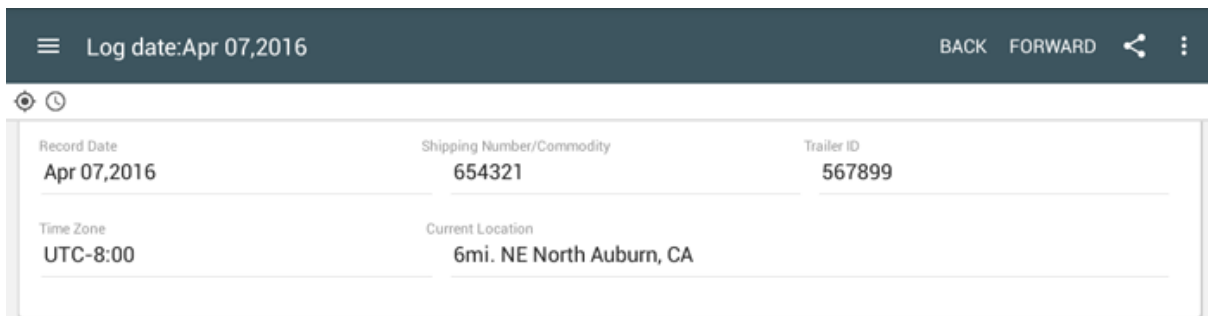 Log date:Apr 07,2016 BACK FORWARD
Record Date Shipping Number/Commodity Trailer ID
Apr 07,2016 654321 567899
Time Zone Current Location
UTC-8:00 6mi. NE North Auburn, CA